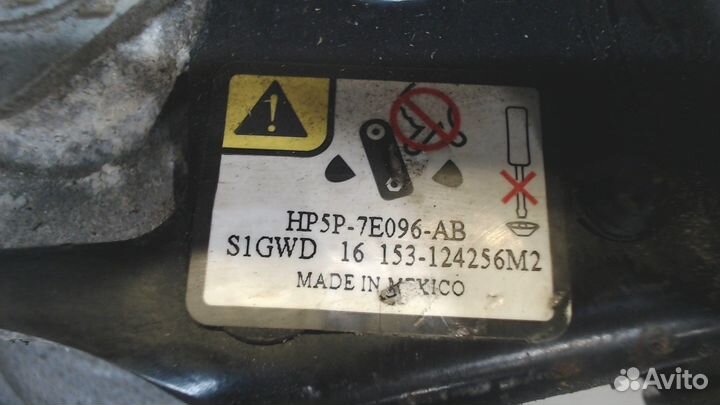 HP5P-7E096-AB
S1GWD 16 153-124256M2
MADE IN MEXICO
Avito